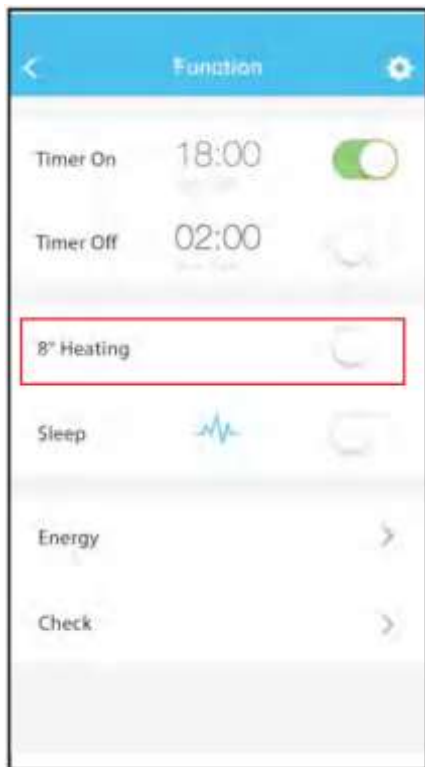 Function
Timer On 18:00
Timer Off 02:00
8° Heating
Sleep
Energy
Check